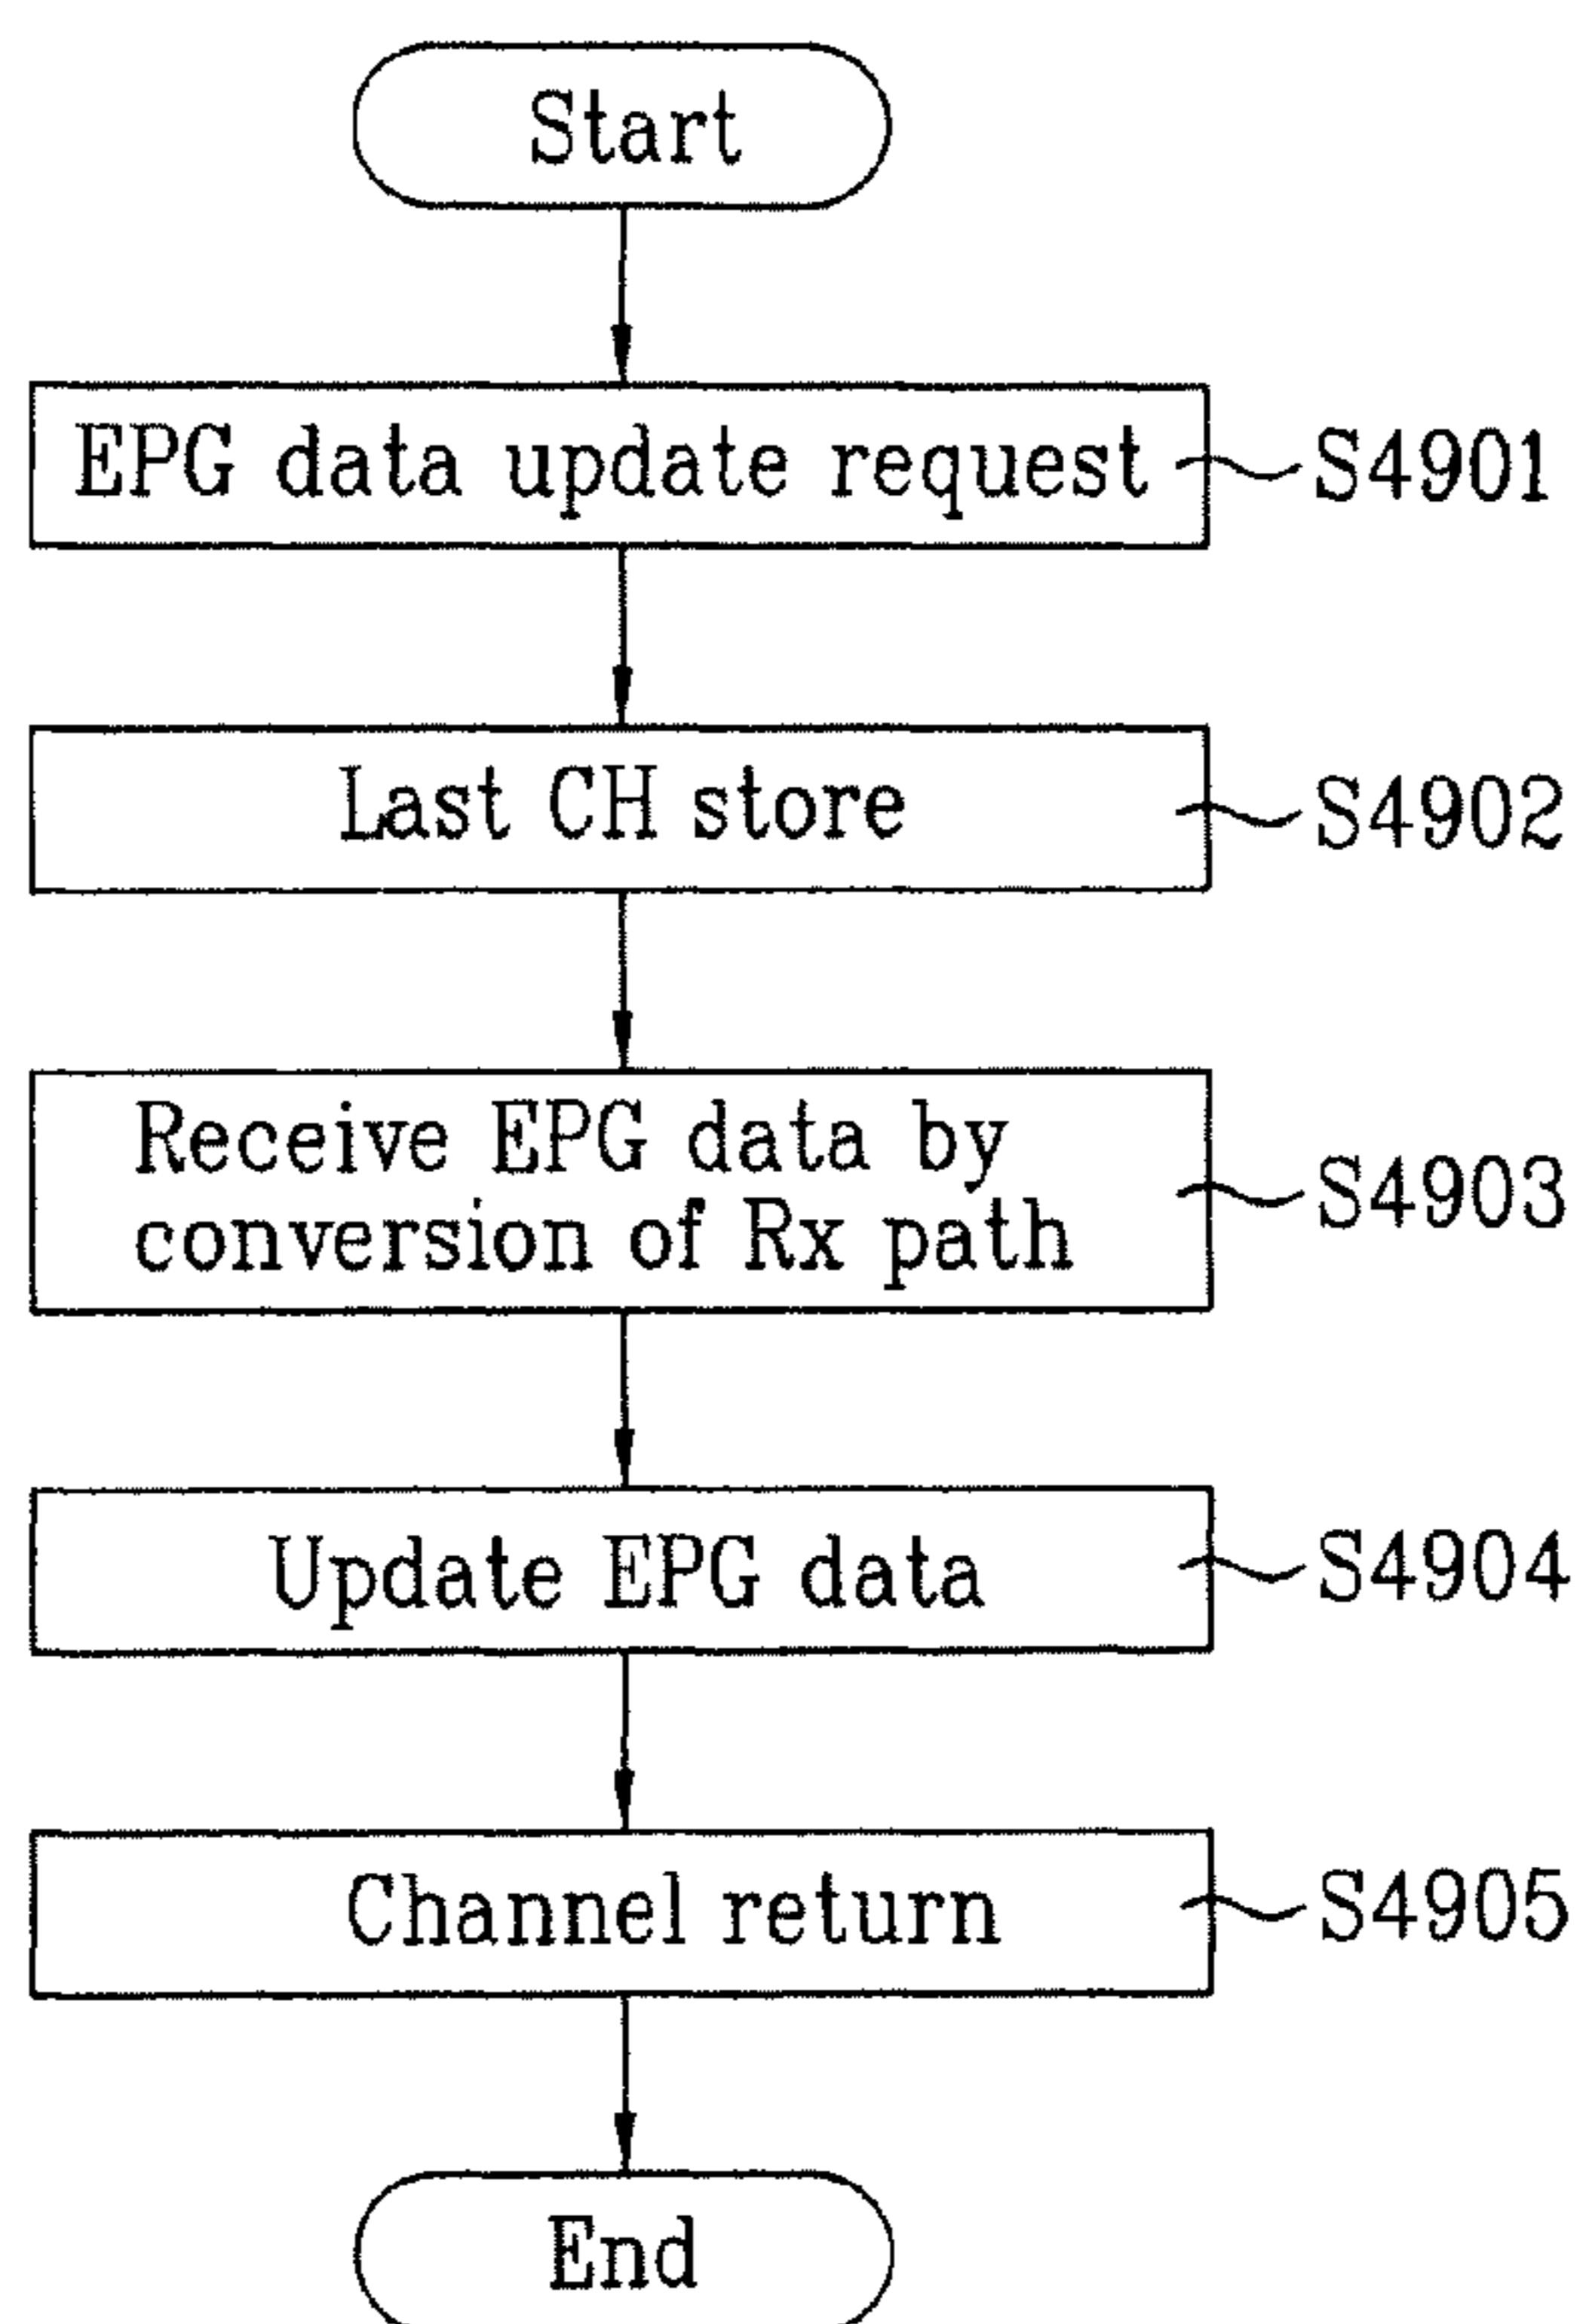 Start
EPG data update request
S4901
Last CH store
S4902
Receive EPG data by
conversion of Rx path
S4903
Update EPG data
S4904
Channel return
S4905
End